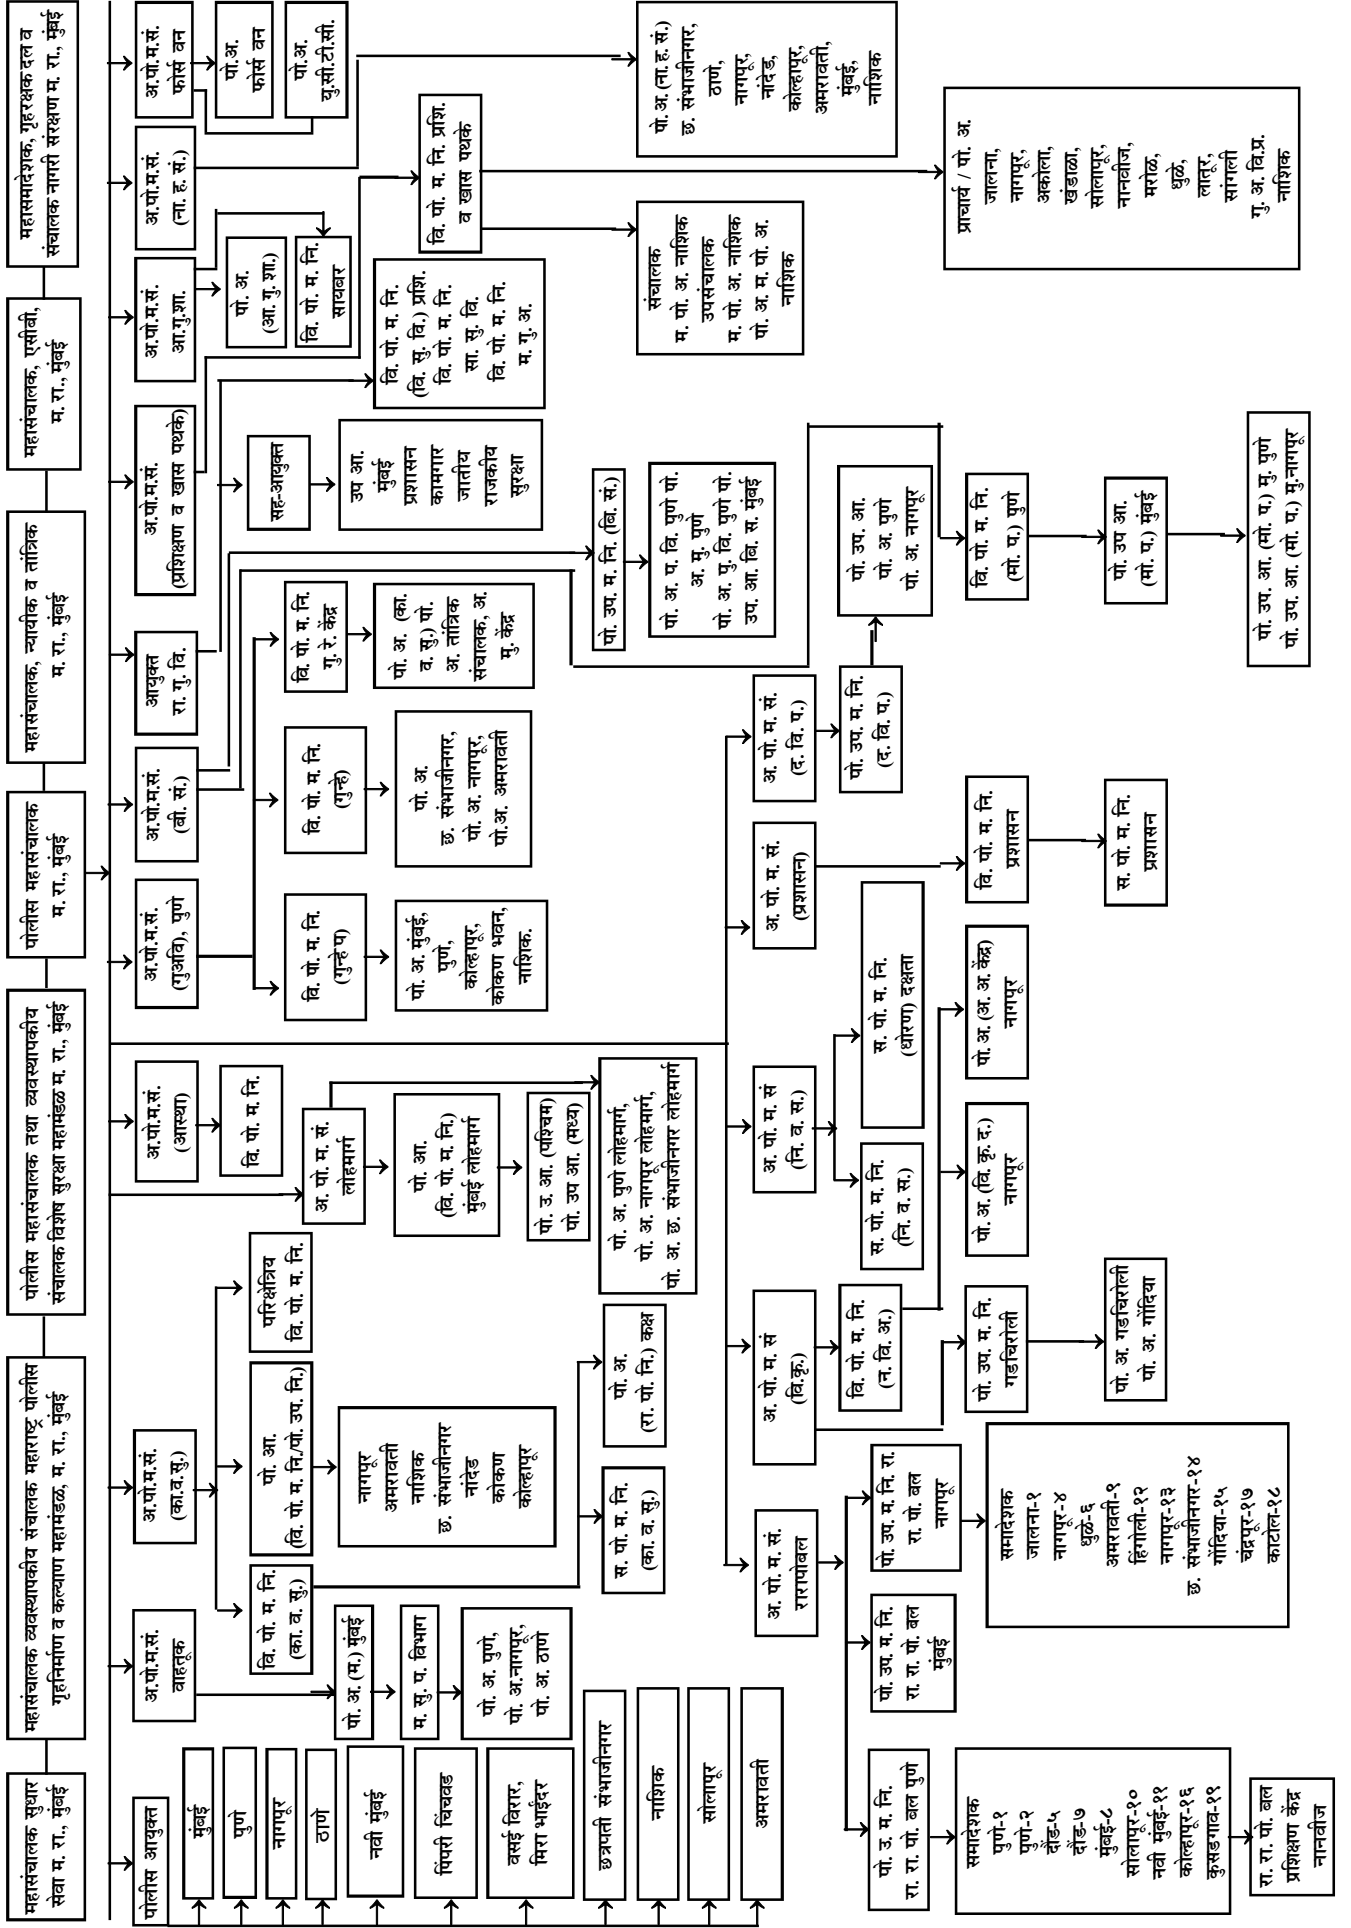 महासंचालक सुधार
सेवा म. रा., मुंबई
महासंचालक व्यवस्थापकीय संचालक महाराष्ट्र पोलीस
गृहनिर्माण व कल्याण महामंडळ, म. रा., मुंबई
पोलीस महासंचालक तथा व्यवस्थापकीय
संचालक विशेष सुरक्षा महामंडळ म. रा., मुंबई
पोलीस महासंचालक
म. रा., मुंबई
महासंचालक, न्यायीक व तांत्रिक
म. रा., मुंबई
महासंचालक, एसीबी,
म. रा., मुंबई
महासमादेशक, गृहरक्षक दल व
संचालक नागरी संरक्षण म. रा., मुंबई
पोलीस आयुक्त
मुंबई
पुणे
नागपूर
ठाणे
नवी मुंबई
पिंपरी चिंचवड
वसई विरार,
मिरा भाईंदर
छत्रपती संभाजीनगर
नाशिक
सोलापूर
अमरावती
अ.पो.म.सं.
वाहतूक
पो. अ. (म.) मुंबई
म. सु. प. विभाग
पो. अ. पुणे,
पो. अ.नागपूर,
पो. अ. ठाणे
अ.पो.म.सं.
(का.व.सु.)
वि. पो. म. नि.
(का. व. सु.)
पो. आ.
(वि. पो. म. नि./पो. उप. नि.)
परिक्षेत्रिय
वि. पो. म. नि.
नागपूर
अमरावती
नाशिक
छ. संभाजीनगर
नांदेड
कोकण
कोल्हापूर
स. पो. म. नि.
(का. व. सु.)
पो. अ.
(रा. पो. नि.) कक्ष
अ.पो.म.सं.
(आस्था)
वि. पो. म. नि.
अ. पो. म. सं.
लोहमार्ग
पो. आ.
(वि. पो. म. नि.)
मुंबई लोहमार्ग
पो. उ. आ. (पश्चिम)
पो. उप आ. (मध्य)
पो. अ. पुणे लोहमार्ग,
पो. अ. नागपूर लोहमार्ग,
पो. अ. छ. संभाजीनगर लोहमार्ग
अ.पो.म.सं.
(गुअवि), पुणे
वि. पो. म. नि.
(गुन्हे प)
पो. अ. मुंबई,
पुणे,
कोल्हापूर,
कोकण भवन,
नाशिक.
वि. पो. म. नि.
(गुन्हे)
पो. अ.
छ. संभाजीनगर,
पो. अ. नागपूर,
पो.अ. अमरावती
वि. पो. म. नि.
गु. रे. केंद्र
पो. अ. (का.
व. सु.) पो.
अ. तांत्रिक
संचालक, अ.
मु. केंद्र
अ.पो.म.सं.
(बी. सं.)
पो. उप. म. नि. (बि. सं.)
पो. अ. प. वि. पुणे पो.
अ. मु. पुणे
पो. अ. पु. वि. पुणे पो.
उप. आ. बि. स. मुंबई
आयुक्त
रा. गु. वि.
सह-आयुक्त
उप आ.
मुंबई
प्रशासन
कामगार
जातीय
राजकीय
सुरक्षा
वि. पो. म. नि.
(वि. सु. वि.) प्रशि.
वि. पो. म. नि.
सा. सु. वि.
वि. पो. म. नि.
म. गु. अ.
अ.पो.म.सं.
(प्रशिक्षण व खास पथके)
वि. पो. म. नि. प्रशि.
व खास पथके
संचालक
म. पो. अ. नाशिक
उपसंचालक
म. पो. अ. नाशिक
पो. अ. म. पो. अ.
नाशिक
प्राचार्य / पो. अ.
जालना,
नागपूर,
अकोला,
खंडाळा,
सोलापूर,
नानवीज,
मरोळ,
धुळे,
लातूर,
सांगली
गु. अ. वि.प्र.
नाशिक
अ.पो.म.सं.
आ.गु.शा.
पो. अ.
(आ. गु. शा.)
वि. पो. म. नि.
सायबर
अ.पो.म.सं.
(ना. ह. सं.)
पो. अ. (ना. ह. सं.)
छ. संभाजीनगर,
ठाणे,
नागपूर,
नांदेड,
कोल्हापूर,
अमरावती,
मुंबई,
नाशिक
अ.पो.म.सं.
फोर्स वन
पो.अ.
फोर्स वन
पो.अ.
यु.सी.टी.सी.
अ. पो. म. सं.
रारापोबल
पो. उ. म. नि.
रा. रा. पो. बल पुणे
समादेशक
पुणे-१
पुणे-२
दौंड-५
दौंड-७
मुंबई-८
सोलापूर-१०
नवी मुंबई-११
कोल्हापूर-१६
कुसडगाव-१९
रा. रा. पो. बल
प्रशिक्षण केंद्र
नानवीज
पो. उप. म. नि.
रा. रा. पो. बल
मुंबई
पो. उप. म. नि. रा.
रा. पो. बल
नागपूर
समादेशक
जालना-१
नागपूर-४
धुळे-६
अमरावती-९
हिंगोली-१२
नागपूर-१३
छ. संभाजीनगर-१४
गोंदिया-१५
चंद्रपूर-१७
काटोल-१८
अ. पो. म. सं
(वि.कृ.)
वि. पो. म. नि.
(न. वि. अ.)
पो. उप. म. नि.
गडचिरोली
पो. अ. गडचिरोली
पो. अ. गोंदिया
पो. अ. (वि. कृ. द.)
नागपूर
पो. अ. (अ. अ. केंद्र)
नागपूर
अ. पो. म. सं
(नि. व. स.)
स. पो. म. नि.
(नि. व. स.)
स. पो. म. नि.
(धोरण) दक्षता
अ. पो. म. सं.
(प्रशासन)
वि. पो. म. नि.
प्रशासन
स. पो. म. नि.
प्रशासन
अ. पो. म. सं.
(द. वि. प.)
पो. उप. म. नि.
(द. वि. प.)
पो. उप. आ.
पो. अ. पुणे
पो. अ. नागपूर
वि. पो. म. नि.
(मो. प.) पुणे
पो. उप आ.
(मो. प.) मुंबई
पो. उप. आ. (मो. प.) मु. पुणे
पो. उप. आ. (मो. प.) मु.नागपूर